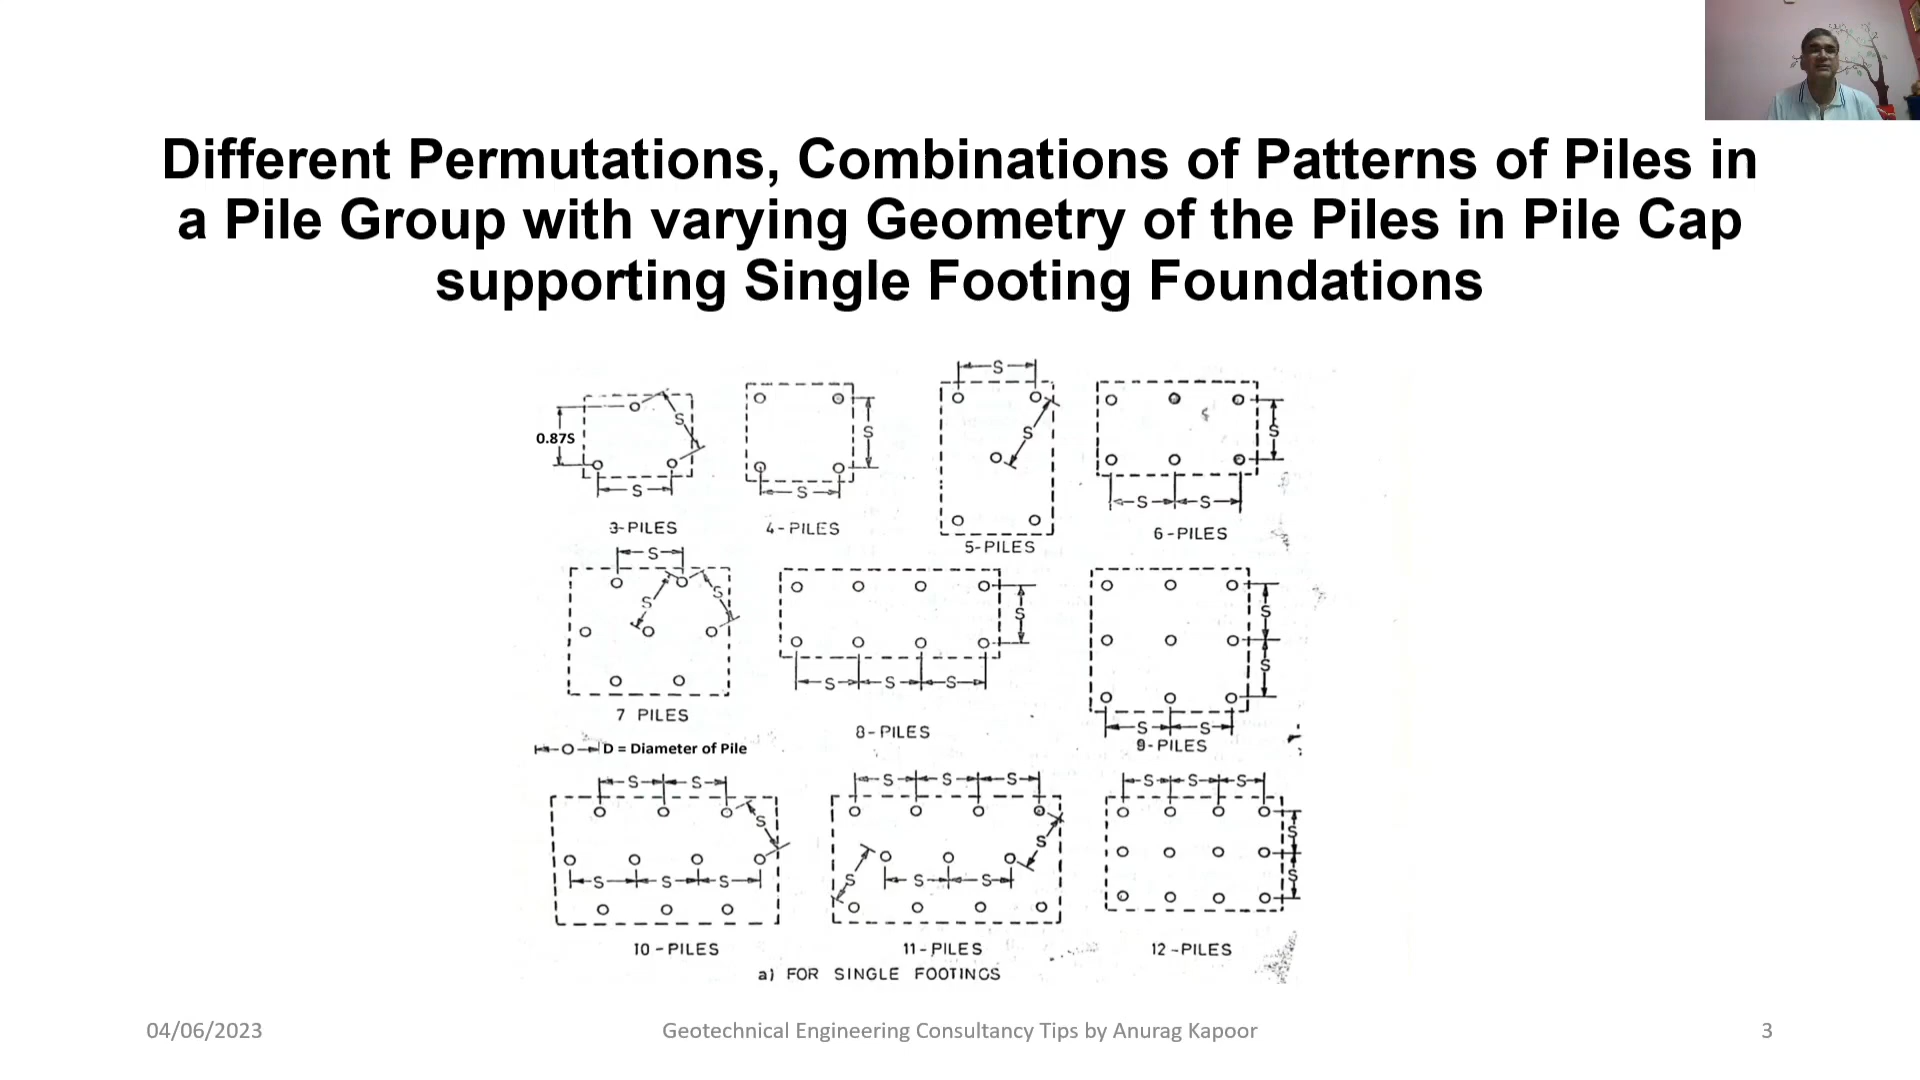 Different Permutations, Combinations of Patterns of Piles in
a Pile Group with varying Geometry of the Piles in Pile Cap
supporting Single Footing Foundations
S
0.87S
S
S
3-PILES
S
S
4-PILES
S
S
5-PILES
S
S
S
6-PILES
S
S
S
7 PILES
S
S
S
S
8-PILES
S
S
S
S
9-PILES
D = Diameter of Pile
S
S
S
S
S
S
10-PILES
S
S
S
S
S
S
S
11-PILES
S
S
S
S
S
12-PILES
a) FOR SINGLE FOOTINGS
04/06/2023
Geotechnical Engineering Consultancy Tips by Anurag Kapoor
3